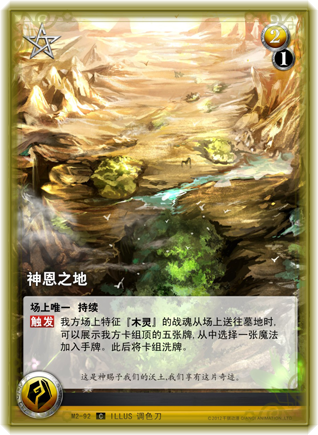 2
1
神恩之地
场上唯一 持续
触发 我方场上特征『木灵』的战魂从场上送往墓地时,
可以展示我方卡组顶的五张牌,从中选择一张魔法
加入手牌。此后将卡组洗牌。
这是神赐予我们的沃土,我们享有这片奇迹。
M2-92 C ILLUS 调色刀